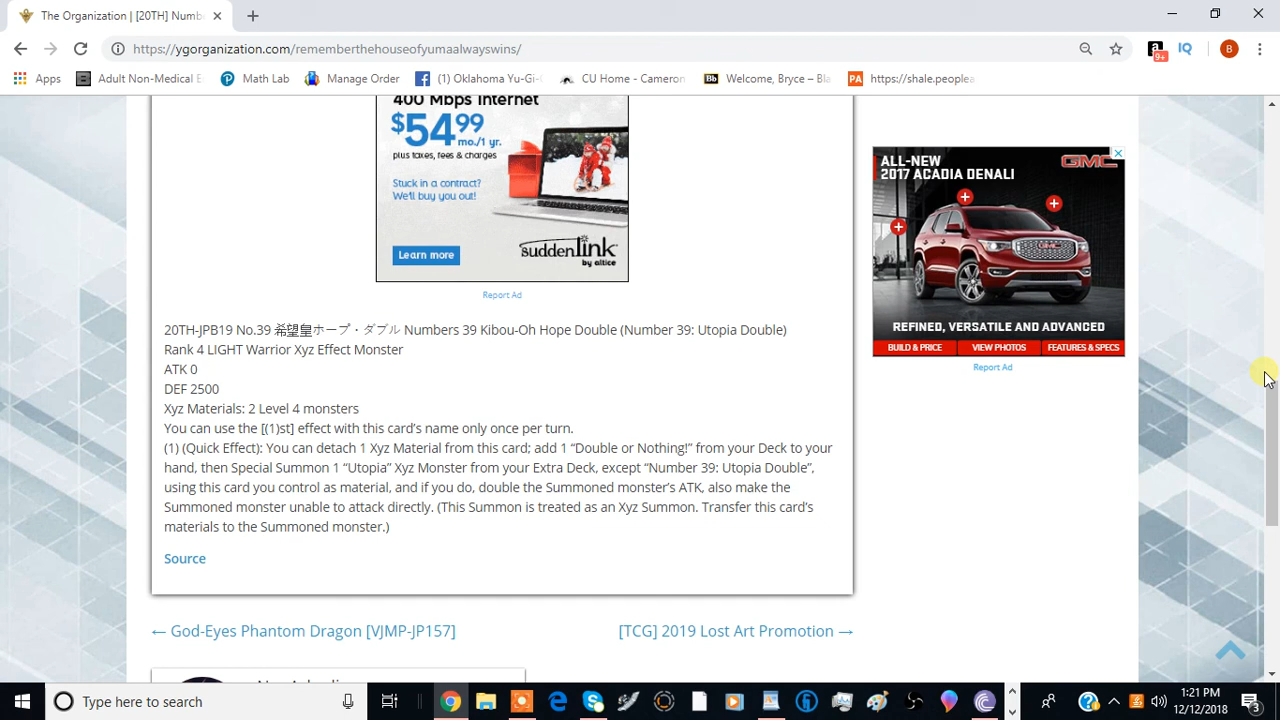 The Organization | [20TH] Numb
https://ygorganization.com/rememberthehouseofyumaalwayswins/
9+
IQ
B
Apps
Adult Non-Medical E
Math Lab
Manage Order
(1) Oklahoma Yu-Gi-
CU Home - Cameron
Bb
Welcome, Bryce – Bla
PA
https://shale.peoplea
400 Mbps Internet
$54.99
mo./1 yr.
plus taxes, fees & charges
Stuck in a contract?
We'll buy you out!
Learn more
suddenlink
by altice
Report Ad
ALL-NEW
2017 ACADIA DENALI
GMC
REFINED, VERSATILE AND ADVANCED
BUILD & PRICE
VIEW PHOTOS
FEATURES & SPECS
Report Ad
20TH-JPB19 No.39 希望皇ホープ・ダブル Numbers 39 Kibou-Oh Hope Double (Number 39: Utopia Double)
Rank 4 LIGHT Warrior Xyz Effect Monster
ATK 0
DEF 2500
Xyz Materials: 2 Level 4 monsters
You can use the [(1)st] effect with this card's name only once per turn.
(1) (Quick Effect): You can detach 1 Xyz Material from this card; add 1 “Double or Nothing!” from your Deck to your
hand, then Special Summon 1 “Utopia” Xyz Monster from your Extra Deck, except “Number 39: Utopia Double”,
using this card you control as material, and if you do, double the Summoned monster's ATK, also make the
Summoned monster unable to attack directly. (This Summon is treated as an Xyz Summon. Transfer this card's
materials to the Summoned monster.)
Source
← God-Eyes Phantom Dragon [VJMP-JP157]
[TCG] 2019 Lost Art Promotion →
Type here to search
1:21 PM
12/12/2018
3